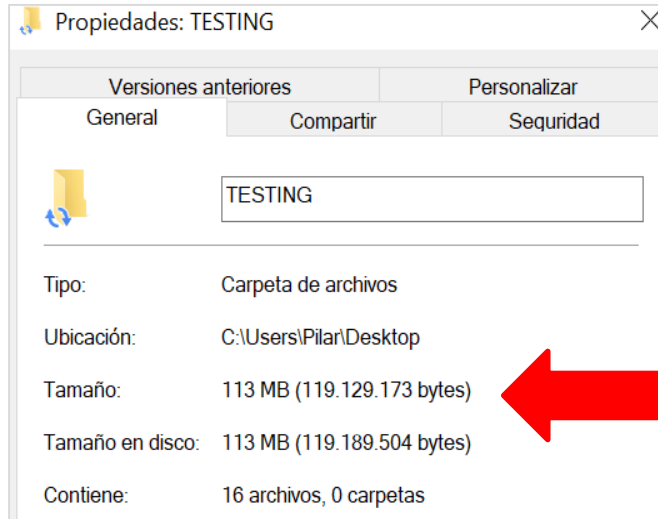 Propiedades: TESTING
Versiones anteriores Personalizar
General Compartir Seguridad
TESTING
Tipo: Carpeta de archivos
Ubicación: C:\Users\Pilar\Desktop
Tamaño: 113 MB (119.129.173 bytes)
Tamaño en disco: 113 MB (119.189.504 bytes)
Contiene: 16 archivos, 0 carpetas